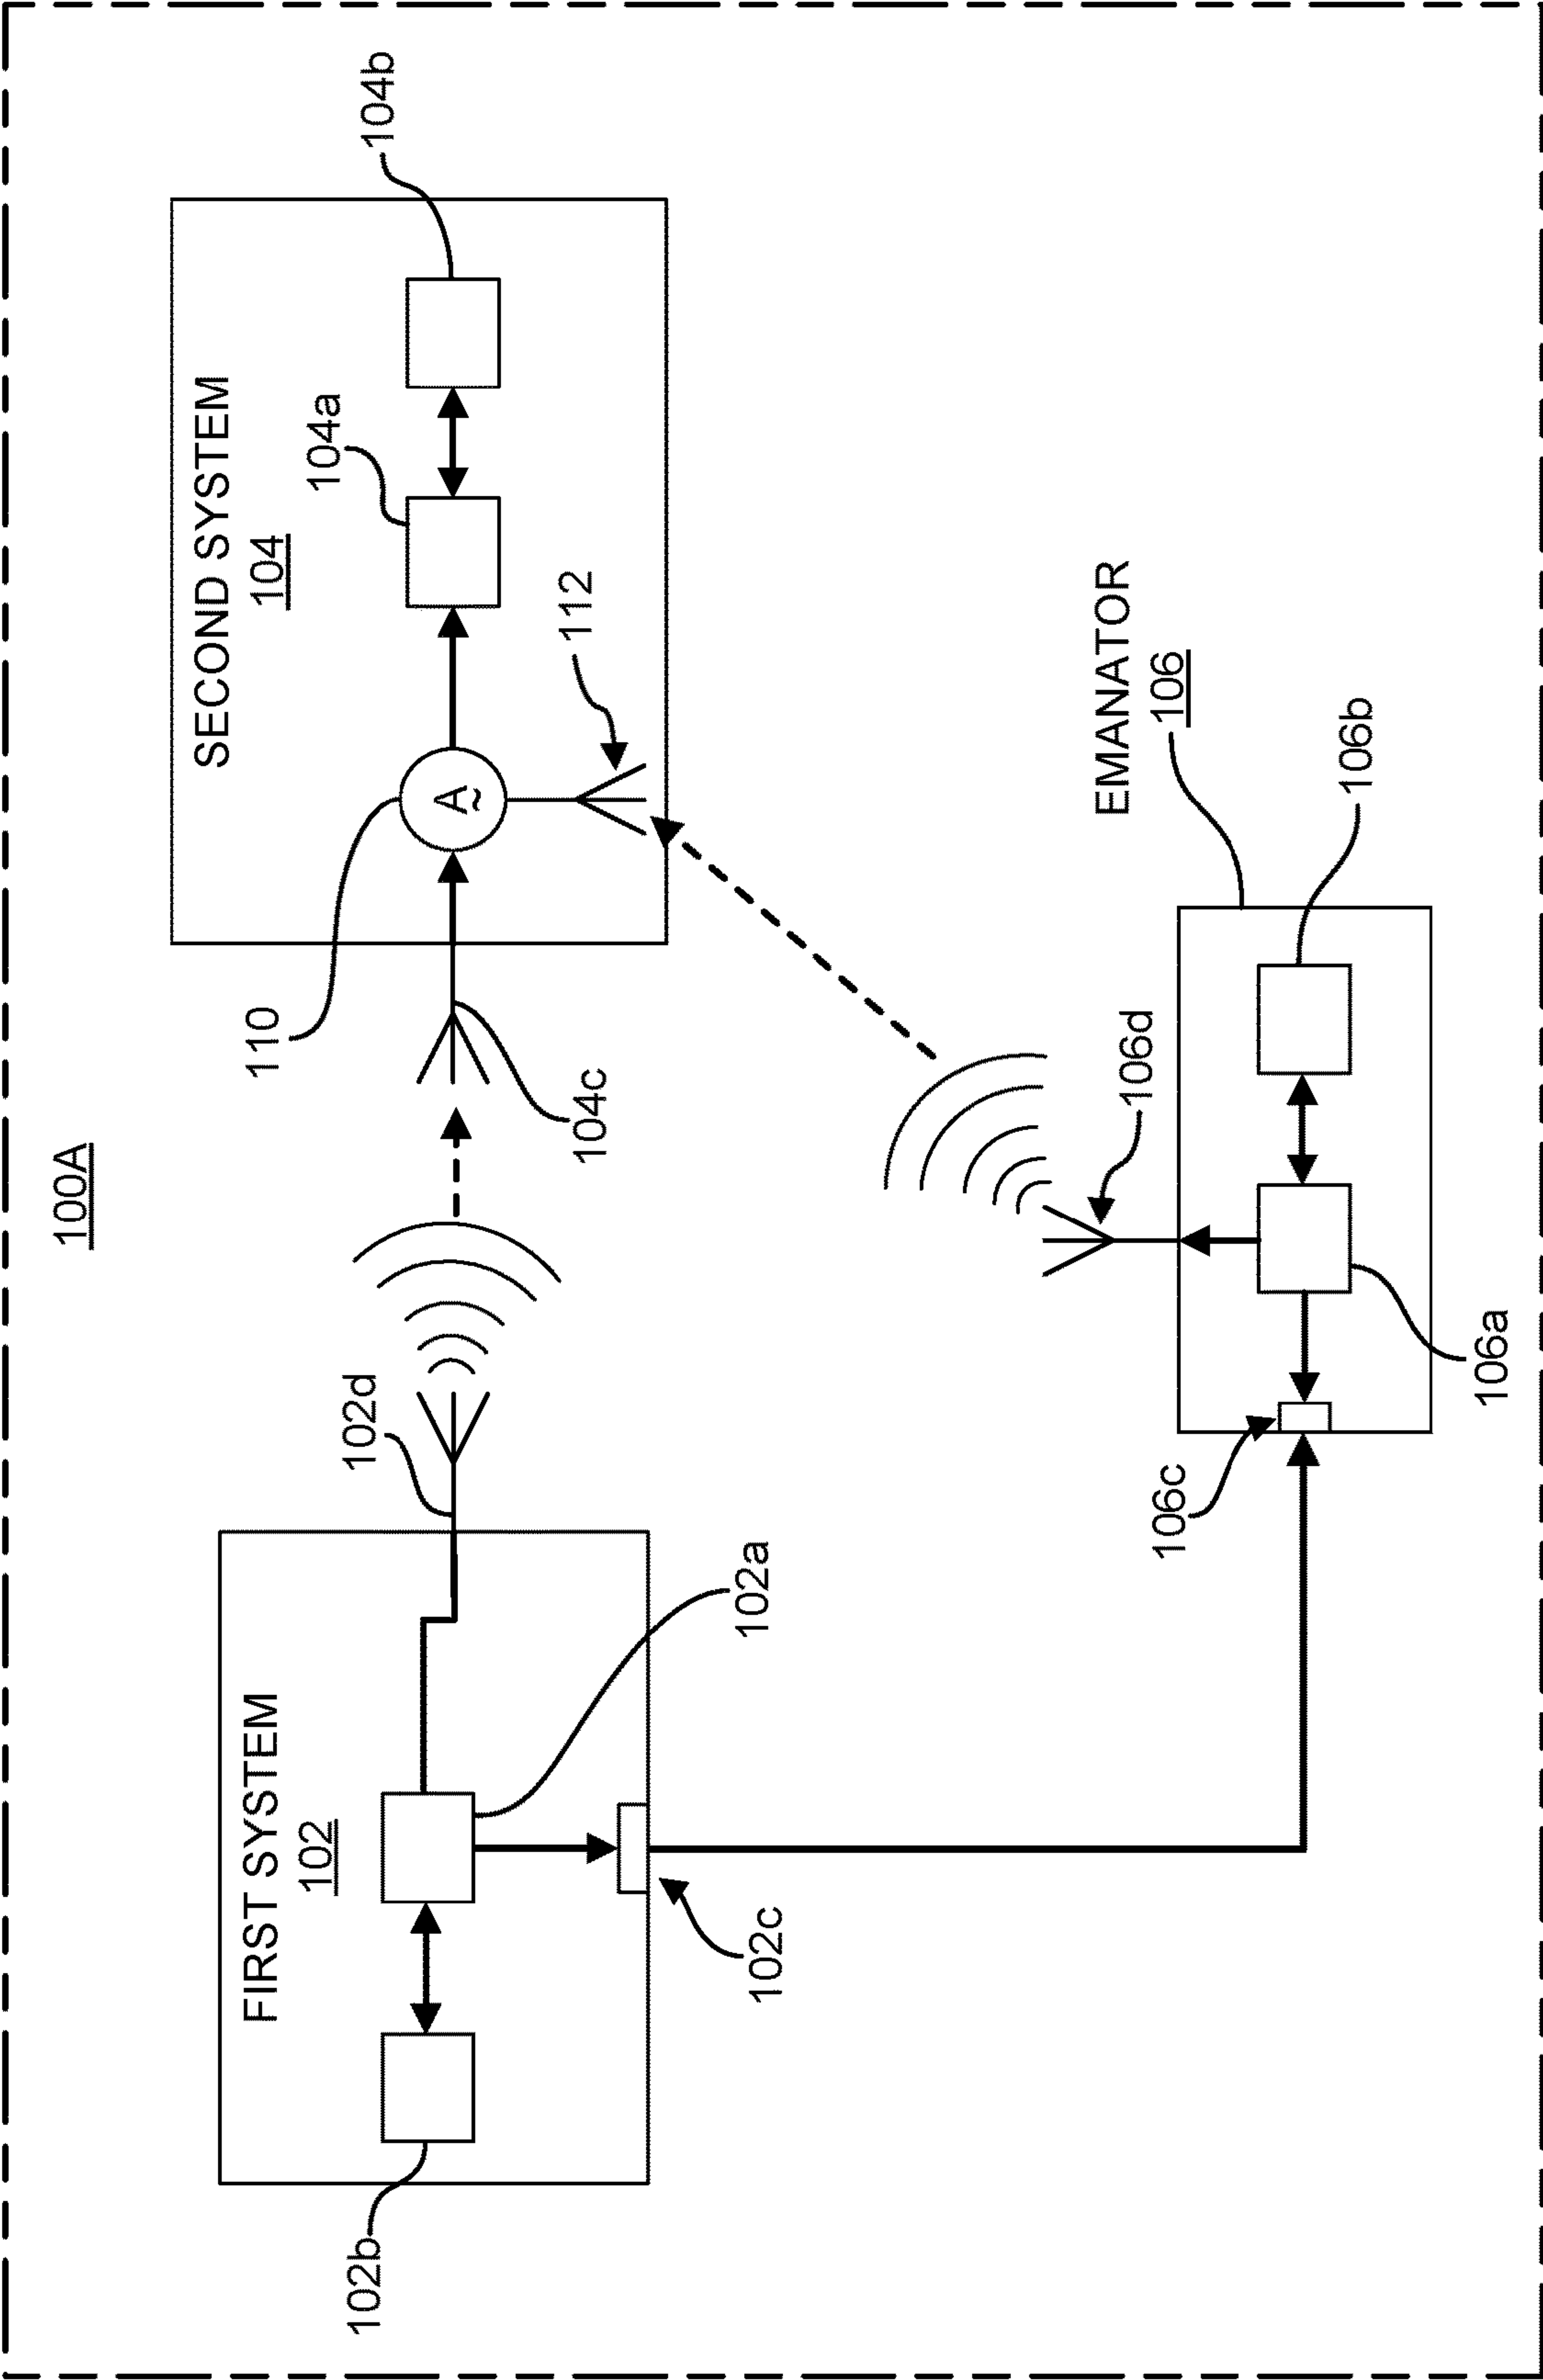 100A
FIRST SYSTEM
102
102b
102a
102c
102d
SECOND SYSTEM
104
104a
104b
104c
110
A
~
112
EMANATOR
106
106a
106b
106c
106d